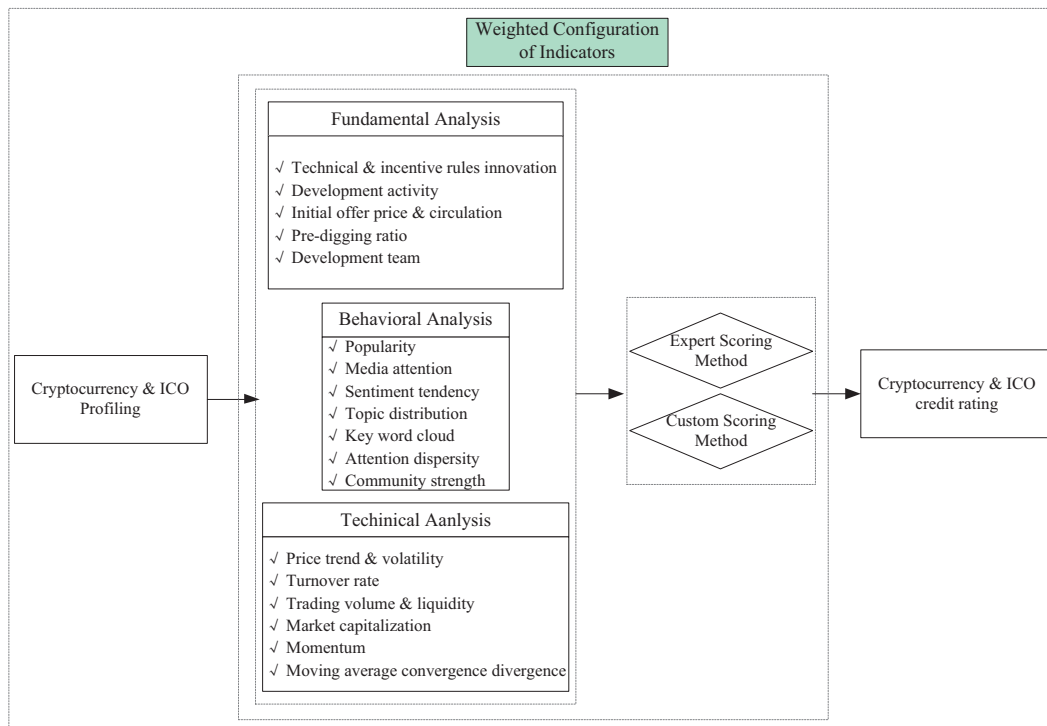 Weighted Configuration
of Indicators
Fundamental Analysis
√ Technical & incentive rules innovation
√ Development activity
√ Initial offer price & circulation
√ Pre-digging ratio
√ Development team
Behavioral Analysis
√ Popularity
√ Media attention
√ Sentiment tendency
√ Topic distribution
√ Key word cloud
√ Attention dispersity
√ Community strength
Techinical Aanlysis
√ Price trend & volatility
√ Turnover rate
√ Trading volume & liquidity
√ Market capitalization
√ Momentum
√ Moving average convergence divergence
Cryptocurrency & ICO
Profiling
Expert Scoring
Method
Custom Scoring
Method
Cryptocurrency & ICO
credit rating